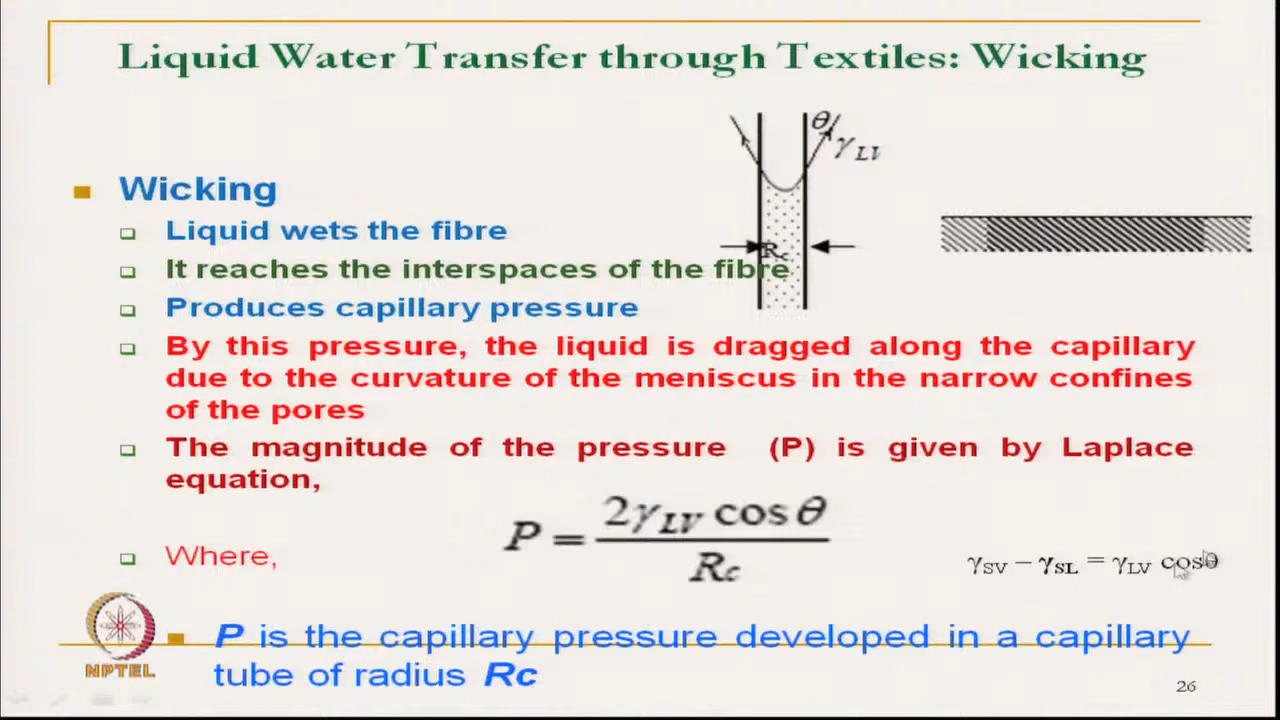 Liquid Water Transfer through Textiles: Wicking
θ
γLV
Wicking
Liquid wets the fibre
Rc
It reaches the interspaces of the fibre
Produces capillary pressure
By this pressure, the liquid is dragged along the capillary
due to the curvature of the meniscus in the narrow confines
of the pores
The magnitude of the pressure (P) is given by Laplace
equation,
P = 2γLV cos θ / Rc
Where,
γSV – γSL = γLV cosθ
P is the capillary pressure developed in a capillary
tube of radius Rc
NPTEL
26